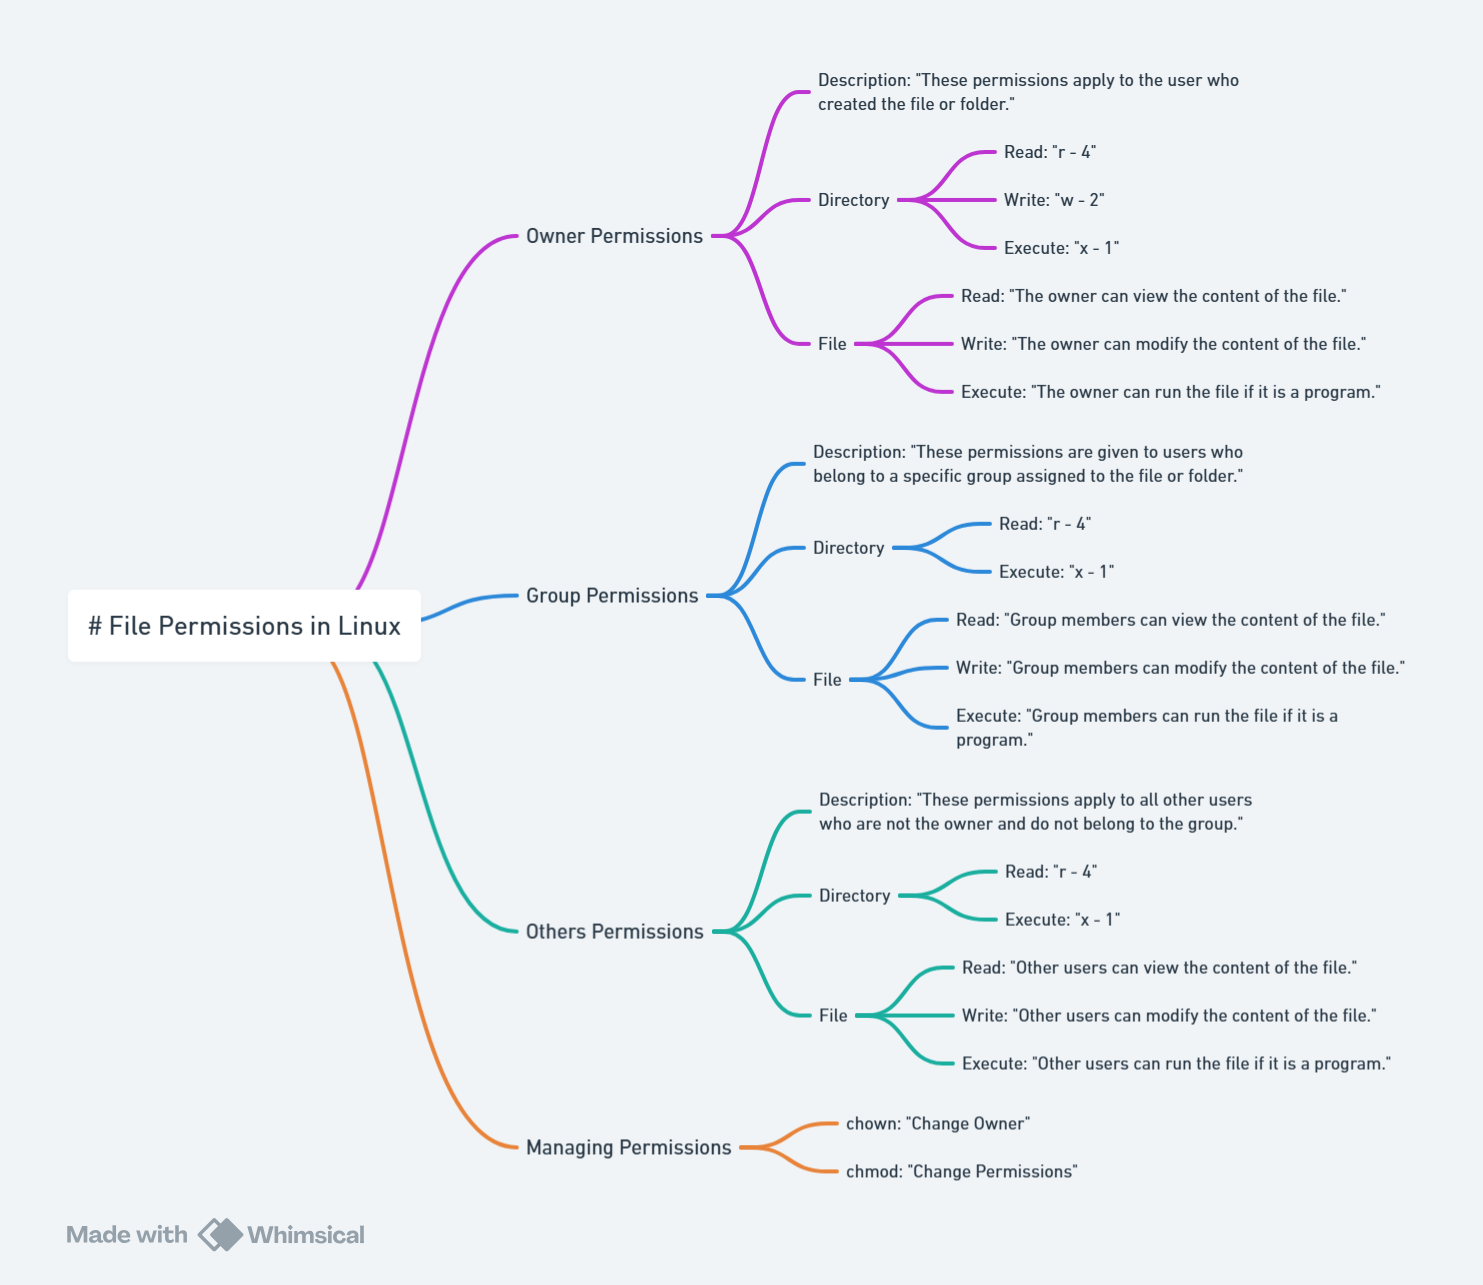 Description: "These permissions apply to the user who
created the file or folder."
Read: "r - 4"
Directory
Write: "w - 2"
Owner Permissions
Execute: "x - 1"
Read: "The owner can view the content of the file."
File
Write: "The owner can modify the content of the file."
Execute: "The owner can run the file if it is a program."
Description: "These permissions are given to users who
belong to a specific group assigned to the file or folder."
Read: "r - 4"
Directory
Execute: "x - 1"
Group Permissions
Read: "Group members can view the content of the file."
# File Permissions in Linux
File
Write: "Group members can modify the content of the file."
Execute: "Group members can run the file if it is a
program."
Description: "These permissions apply to all other users
who are not the owner and do not belong to the group."
Read: "r - 4"
Directory
Execute: "x - 1"
Others Permissions
Read: "Other users can view the content of the file."
File
Write: "Other users can modify the content of the file."
Execute: "Other users can run the file if it is a program."
chown: "Change Owner"
Managing Permissions
chmod: "Change Permissions"
Made with Whimsical